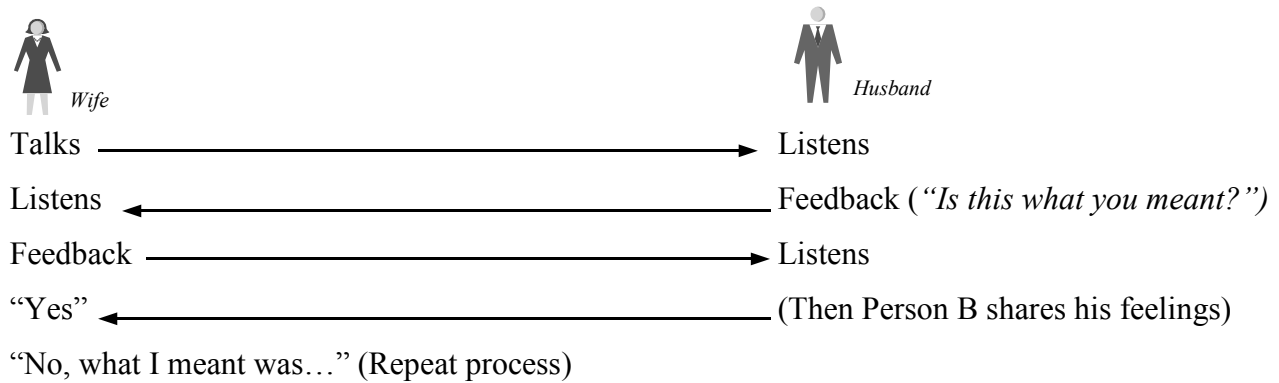 Wife Husband
Talks Listens
Listens Feedback (“Is this what you meant?”)
Feedback Listens
“Yes” (Then Person B shares his feelings)
“No, what I meant was…” (Repeat process)